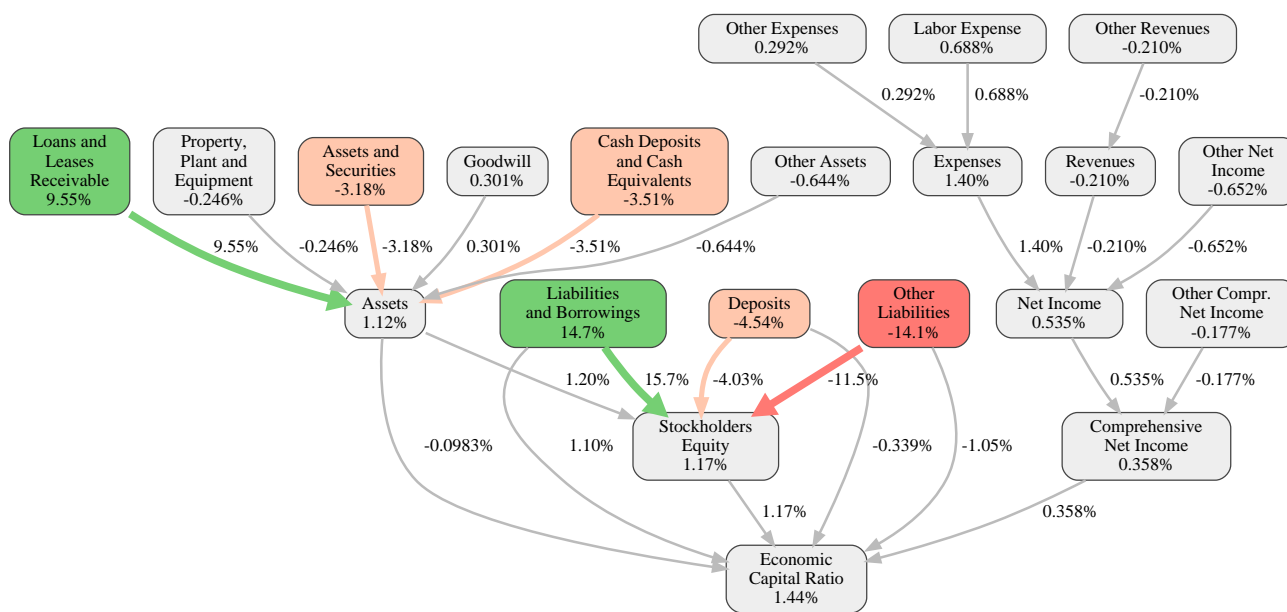 Other Expenses
0.292%
Labor Expense
0.688%
Other Revenues
-0.210%
0.292%
0.688%
-0.210%
Loans and
Leases
Receivable
9.55%
Property,
Plant and
Equipment
-0.246%
Assets and
Securities
-3.18%
Goodwill
0.301%
Cash Deposits
and Cash
Equivalents
-3.51%
Other Assets
-0.644%
Expenses
1.40%
Revenues
-0.210%
Other Net
Income
-0.652%
9.55%
-0.246%
-3.18%
0.301%
-3.51%
-0.644%
1.40%
-0.210%
-0.652%
Assets
1.12%
Liabilities
and Borrowings
14.7%
Deposits
-4.54%
Other
Liabilities
-14.1%
Net Income
0.535%
Other Compr.
Net Income
-0.177%
1.20%
15.7%
-4.03%
-11.5%
0.535%
-0.177%
Stockholders
Equity
1.17%
Comprehensive
Net Income
0.358%
-0.0983%
1.10%
-0.339%
-1.05%
1.17%
0.358%
Economic
Capital Ratio
1.44%